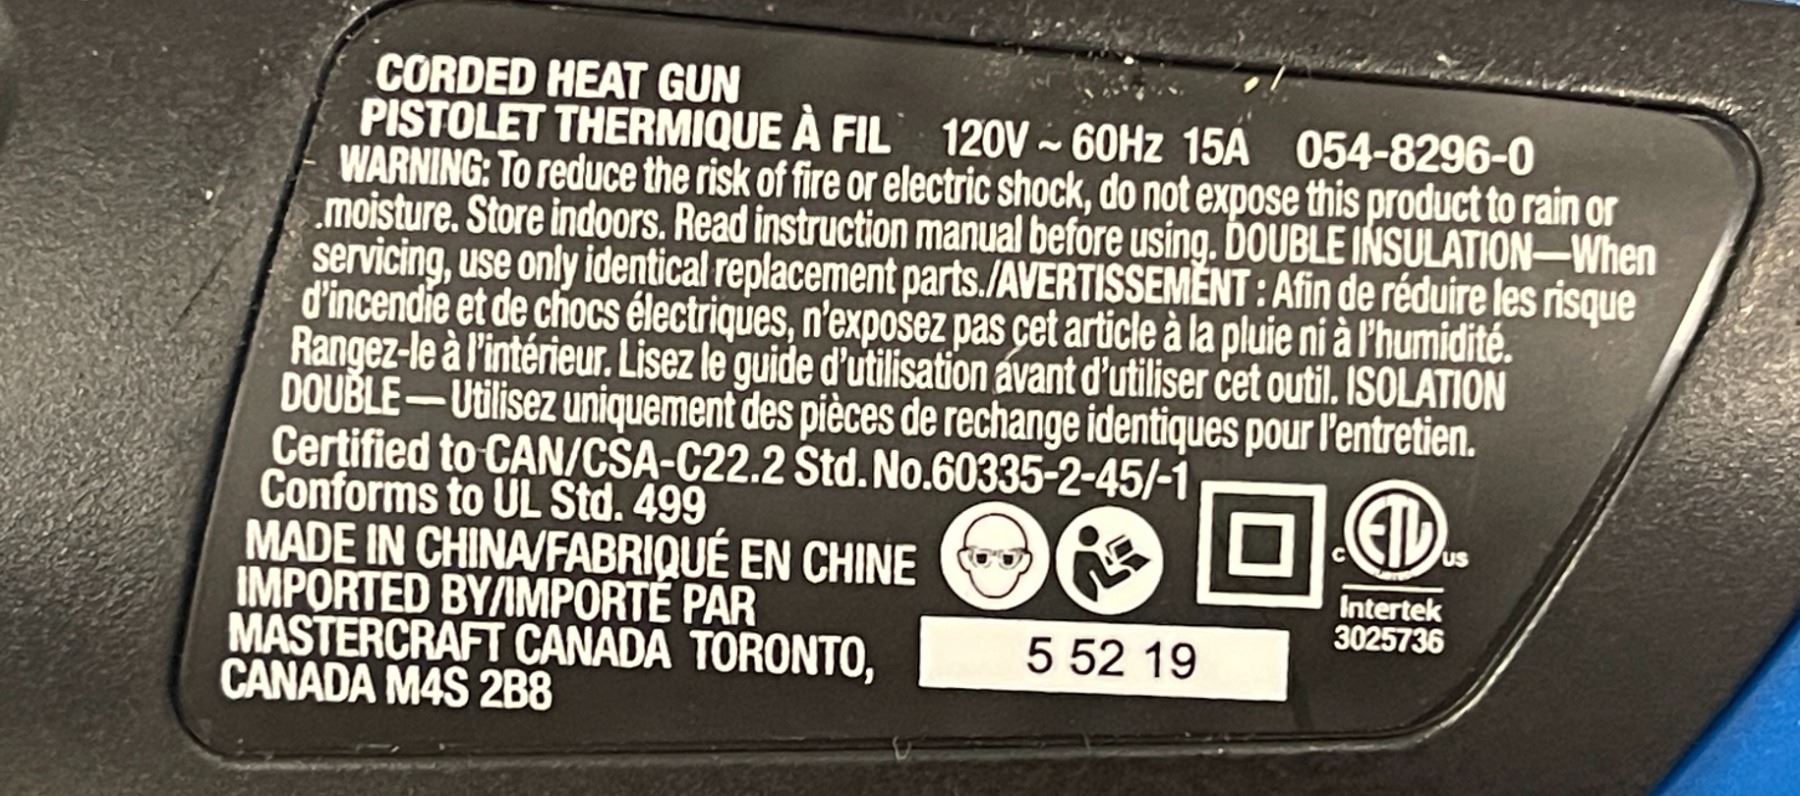 CORDED HEAT GUN
PISTOLET THERMIQUE À FIL 120V ~ 60Hz 15A 054-8296-0
WARNING: To reduce the risk of fire or electric shock, do not expose this product to rain or
moisture. Store indoors. Read instruction manual before using. DOUBLE INSULATION—When
servicing, use only identical replacement parts./AVERTISSEMENT : Afin de réduire les risque
d'incendie et de chocs électriques, n'exposez pas cet article à la pluie ni à l'humidité.
Rangez-le à l'intérieur. Lisez le guide d'utilisation avant d'utiliser cet outil. ISOLATION
DOUBLE — Utilisez uniquement des pièces de rechange identiques pour l'entretien.
Certified to CAN/CSA-C22.2 Std. No.60335-2-45/-1
Conforms to UL Std. 499
MADE IN CHINA/FABRIQUÉ EN CHINE
IMPORTED BY/IMPORTÉ PAR
MASTERCRAFT CANADA TORONTO,
CANADA M4S 2B8
5 52 19
C ETL US
Intertek
3025736